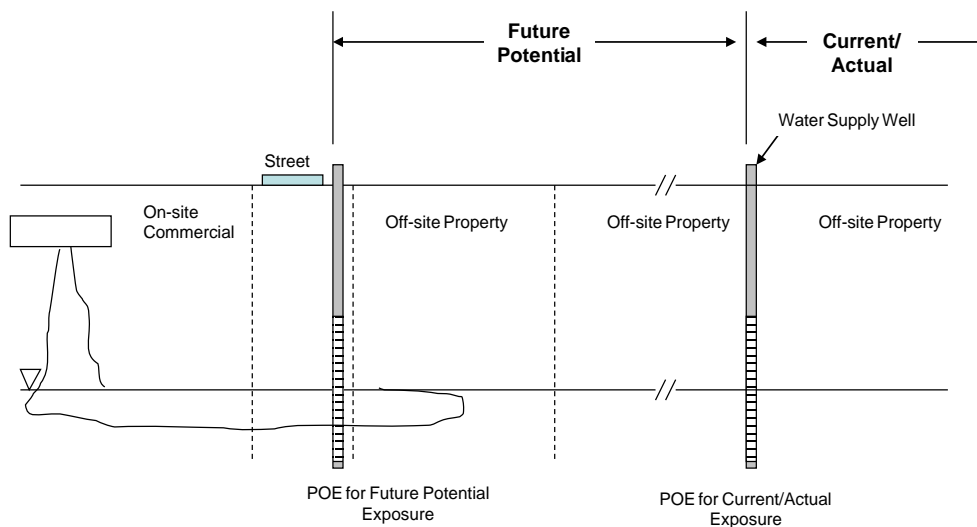 Future
Potential
Current/
Actual
Water Supply Well
Street
On-site
Commercial
Off-site Property
Off-site Property
Off-site Property
POE for Future Potential
Exposure
POE for Current/Actual
Exposure